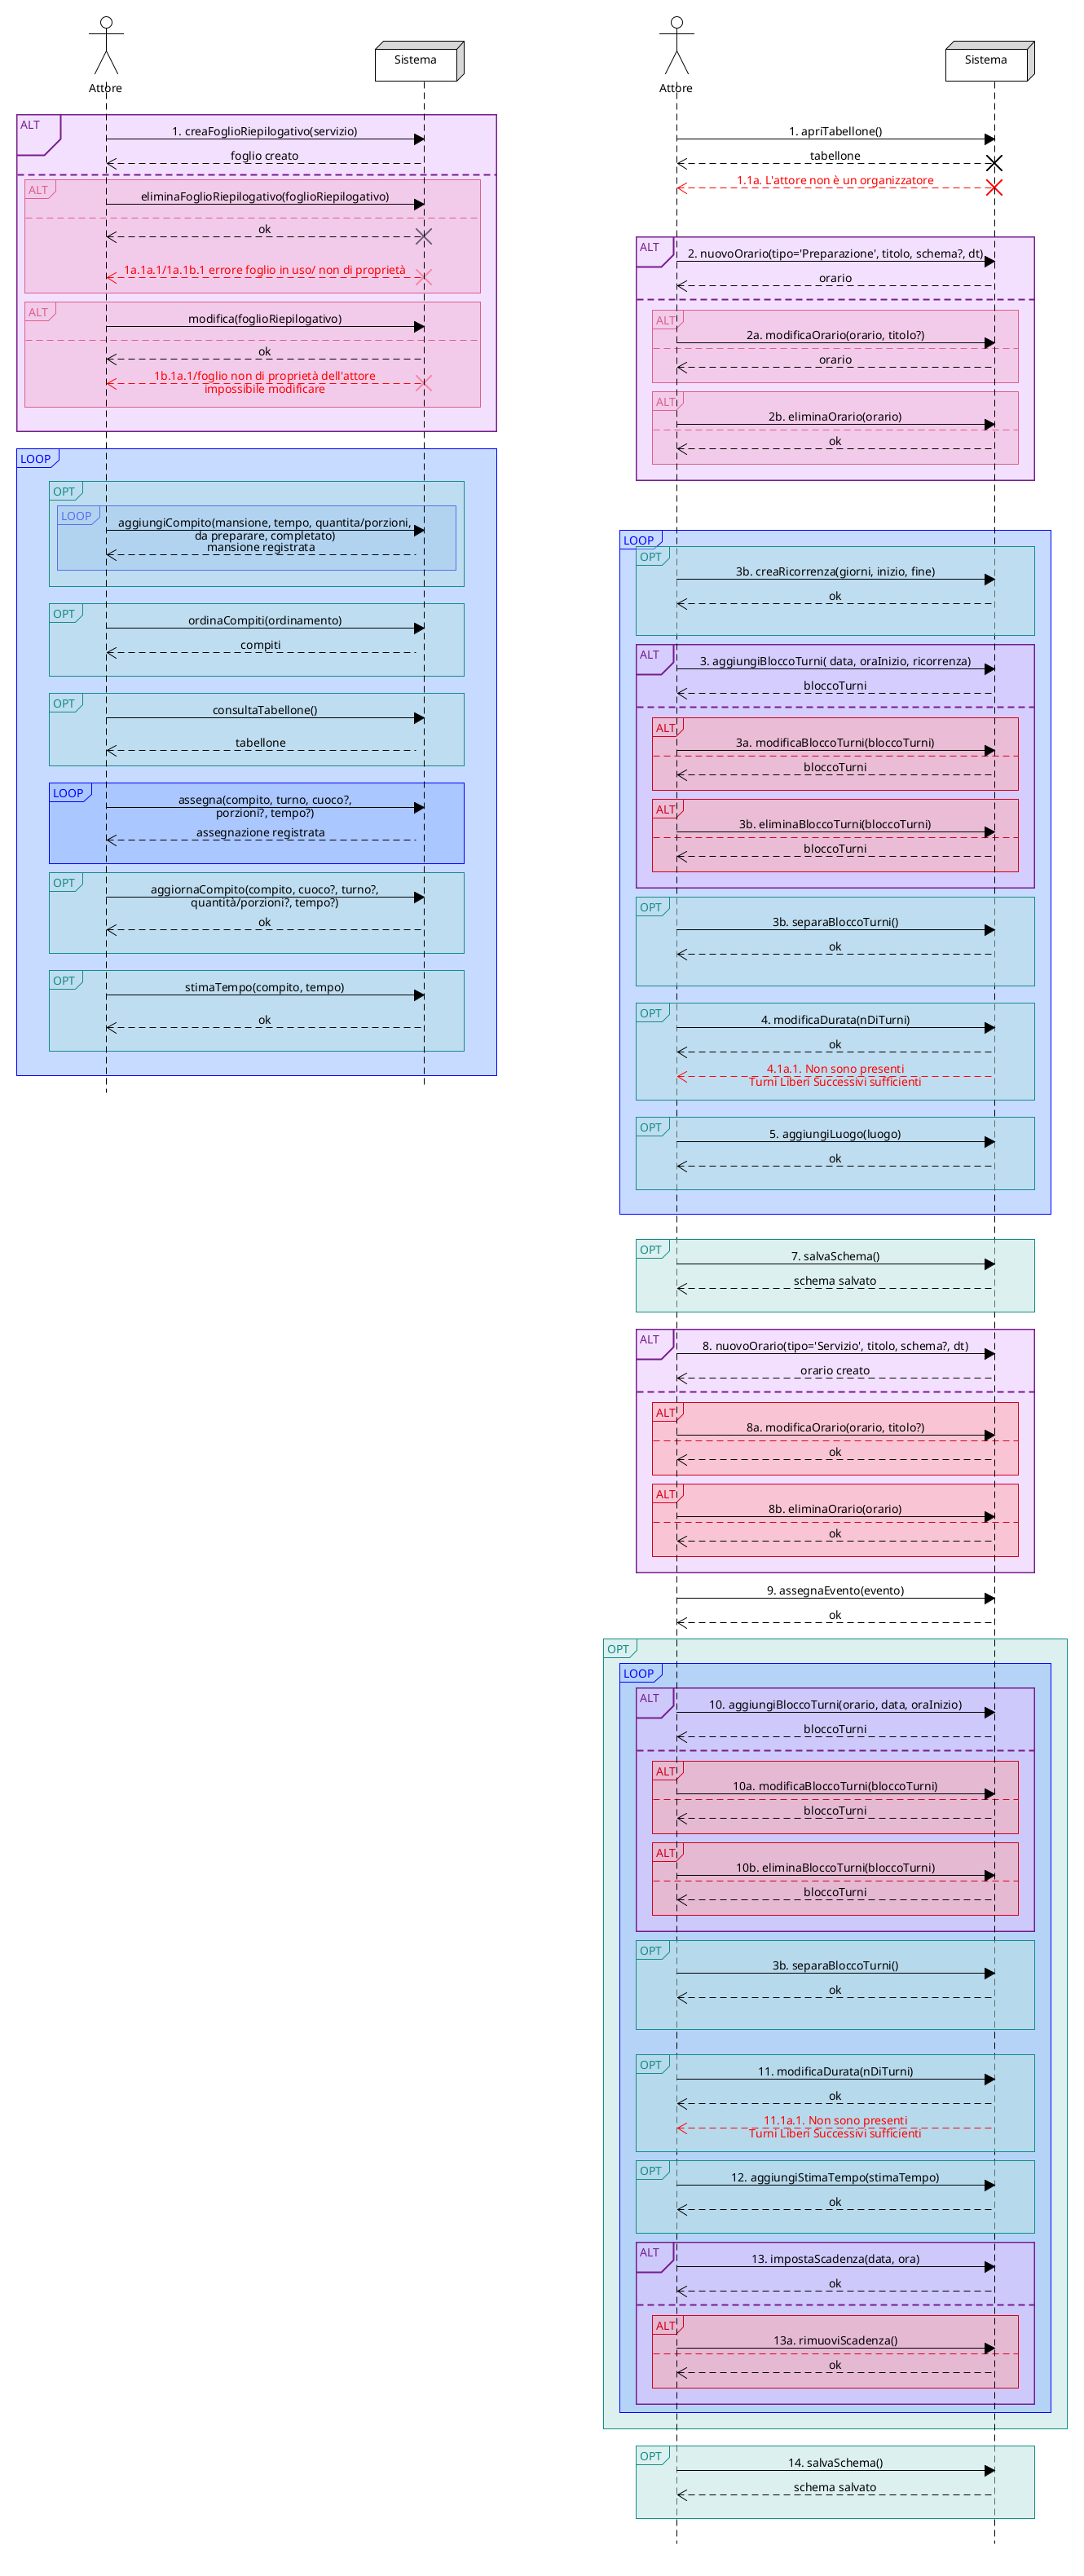 Attore
Sistema
ALT
1. creaFoglioRiepilogativo(servizio)
foglio creato
ALT
eliminaFoglioRiepilogativo(foglioRiepilogativo)
ok
1a.1a.1/1a.1b.1 errore foglio in uso/ non di proprietà
ALT
modifica(foglioRiepilogativo)
ok
1b.1a.1/foglio non di proprietà dell'attore
impossibile modificare
LOOP
OPT
LOOP
aggiungiCompito(mansione, tempo, quantita/porzioni,
da preparare, completato)
mansione registrata
OPT
ordinaCompiti(ordinamento)
compiti
OPT
consultaTabellone()
tabellone
LOOP
assegna(compito, turno, cuoco?,
porzioni?, tempo?)
assegnazione registrata
OPT
aggiornaCompito(compito, cuoco?, turno?,
quantità/porzioni?, tempo?)
ok
OPT
stimaTempo(compito, tempo)
ok
Attore
Sistema
1. apriTabellone()
tabellone
1.1a. L'attore non è un organizzatore
ALT
2. nuovoOrario(tipo='Preparazione', titolo, schema?, dt)
orario
ALT
2a. modificaOrario(orario, titolo?)
orario
ALT
2b. eliminaOrario(orario)
ok
LOOP
OPT
3b. creaRicorrenza(giorni, inizio, fine)
ok
ALT
3. aggiungiBloccoTurni( data, oraInizio, ricorrenza)
bloccoTurni
ALT
3a. modificaBloccoTurni(bloccoTurni)
bloccoTurni
ALT
3b. eliminaBloccoTurni(bloccoTurni)
bloccoTurni
OPT
3b. separaBloccoTurni()
ok
OPT
4. modificaDurata(nDiTurni)
ok
4.1a.1. Non sono presenti
Turni Liberi Successivi sufficienti
OPT
5. aggiungiLuogo(luogo)
ok
OPT
7. salvaSchema()
schema salvato
ALT
8. nuovoOrario(tipo='Servizio', titolo, schema?, dt)
orario creato
ALT
8a. modificaOrario(orario, titolo?)
ok
ALT
8b. eliminaOrario(orario)
ok
9. assegnaEvento(evento)
ok
OPT
LOOP
ALT
10. aggiungiBloccoTurni(orario, data, oraInizio)
bloccoTurni
ALT
10a. modificaBloccoTurni(bloccoTurni)
bloccoTurni
ALT
10b. eliminaBloccoTurni(bloccoTurni)
bloccoTurni
OPT
3b. separaBloccoTurni()
ok
OPT
11. modificaDurata(nDiTurni)
ok
11.1a.1. Non sono presenti
Turni Liberi Successivi sufficienti
OPT
12. aggiungiStimaTempo(stimaTempo)
ok
ALT
13. impostaScadenza(data, ora)
ok
ALT
13a. rimuoviScadenza()
ok
OPT
14. salvaSchema()
schema salvato